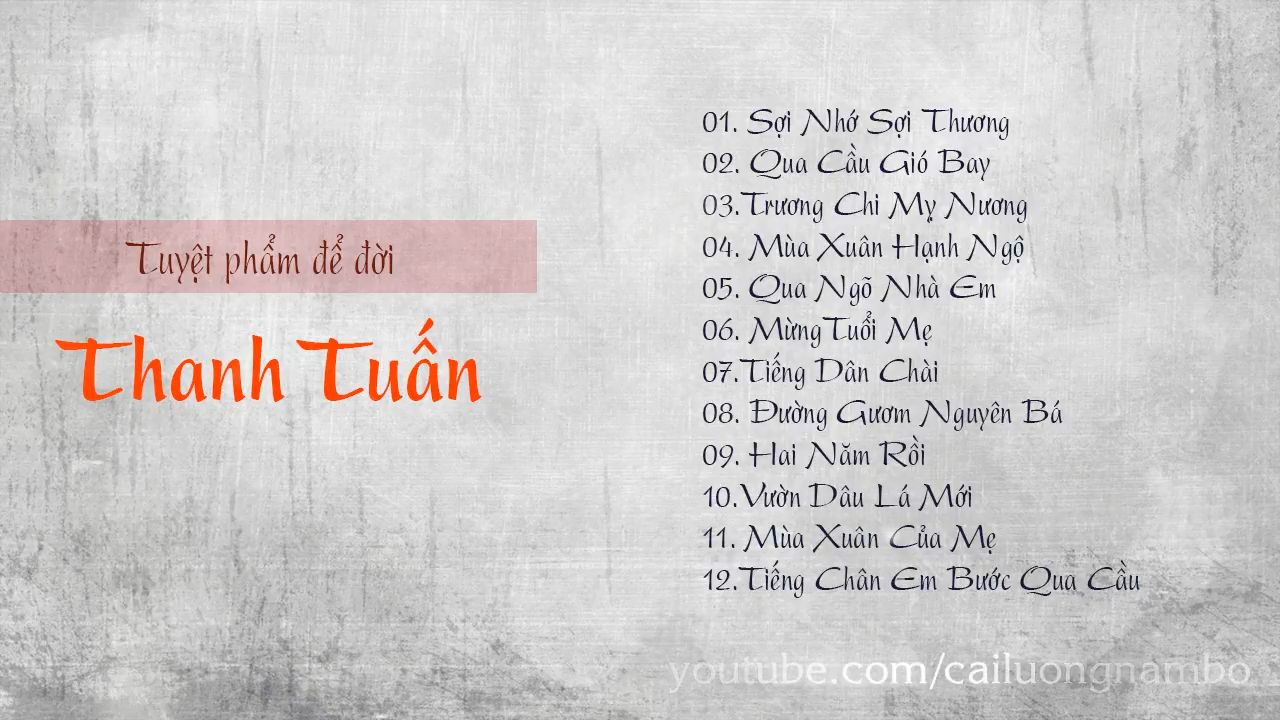 Tuyệt phẩm để đời
Thanh Tuấn
01. Sợi Nhớ Sợi Thương
02. Qua Cầu Gió Bay
03.Trương Chi Mỵ Nương
04. Mùa Xuân Hạnh Ngộ
05. Qua Ngõ Nhà Em
06. Mừng Tuổi Mẹ
07.Tiếng Dân Chài
08. Đường Gươm Nguyên Bá
09. Hai Năm Rồi
10.Vườn Dâu Lá Mới
11. Mùa Xuân Của Mẹ
12.Tiếng Chân Em Bước Qua Cầu
youtube.com/cailuongnambo